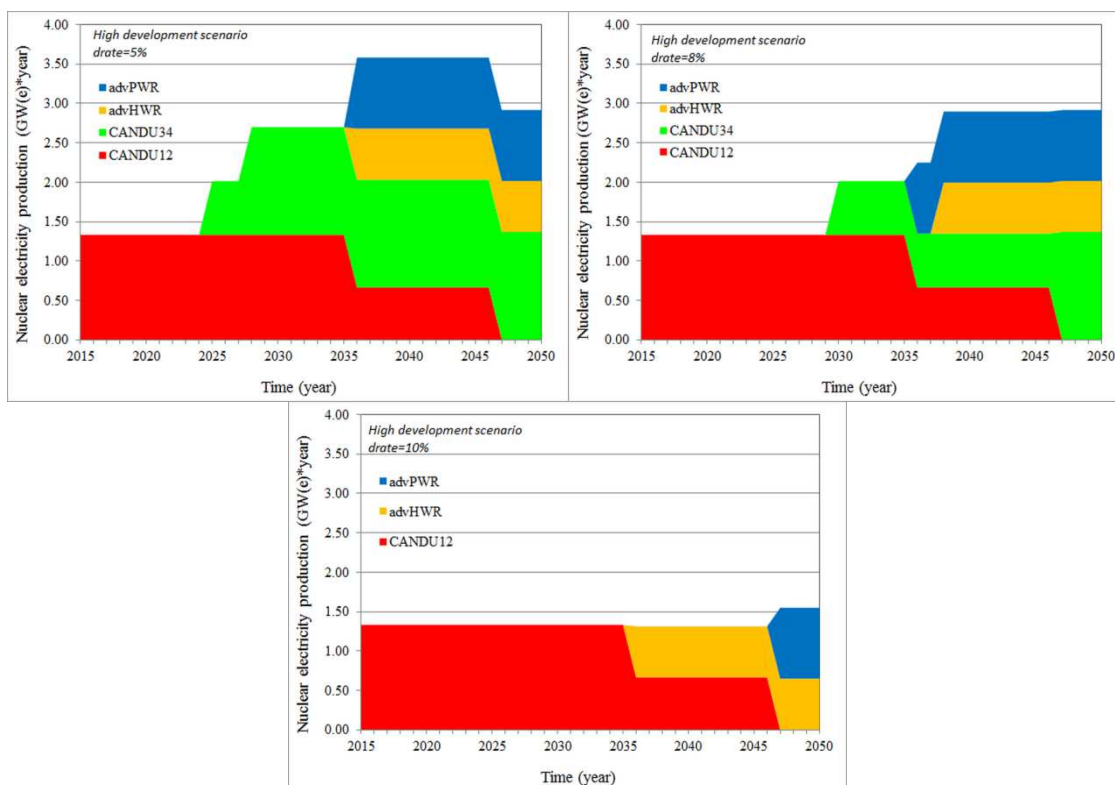 High development scenario
drate=5%
advPWR
advHWR
CANDU34
CANDU12
Nuclear electricity production (GW(e)*year)
4.00
3.50
3.00
2.50
2.00
1.50
1.00
0.50
0.00
2015 2020 2025 2030 2035 2040 2045 2050
Time (year)
High development scenario
drate=8%
advPWR
advHWR
CANDU34
CANDU12
Nuclear electricity production (GW(e)*year)
4.00
3.50
3.00
2.50
2.00
1.50
1.00
0.50
0.00
2015 2020 2025 2030 2035 2040 2045 2050
Time (year)
High development scenario
drate=10%
advPWR
advHWR
CANDU12
Nuclear electricity production (GW(e)*year)
4.00
3.50
3.00
2.50
2.00
1.50
1.00
0.50
0.00
2015 2020 2025 2030 2035 2040 2045 2050
Time (year)